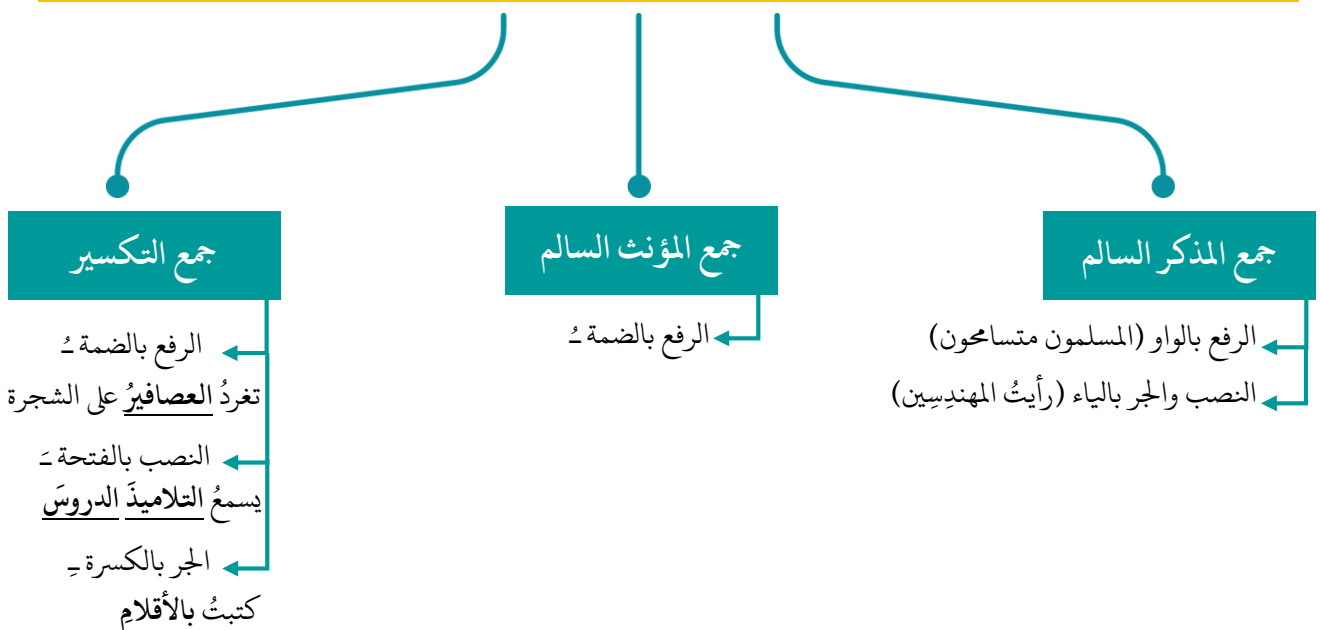 جمع المذكر السالم
الرفع بالواو (المسلمون متسامحون)
النصب والجر بالياء (رأيتُ المهندِسِين)
جمع المؤنث السالم
الرفع بالضمة ـُ
جمع التكسير
الرفع بالضمة ـُ
تغردُ العصافيرُ على الشجرة
النصب بالفتحة ـَ
يسمعُ التلاميذَ الدروسَ
الجر بالكسرة ـِ
كتبتُ بالأقلامِ